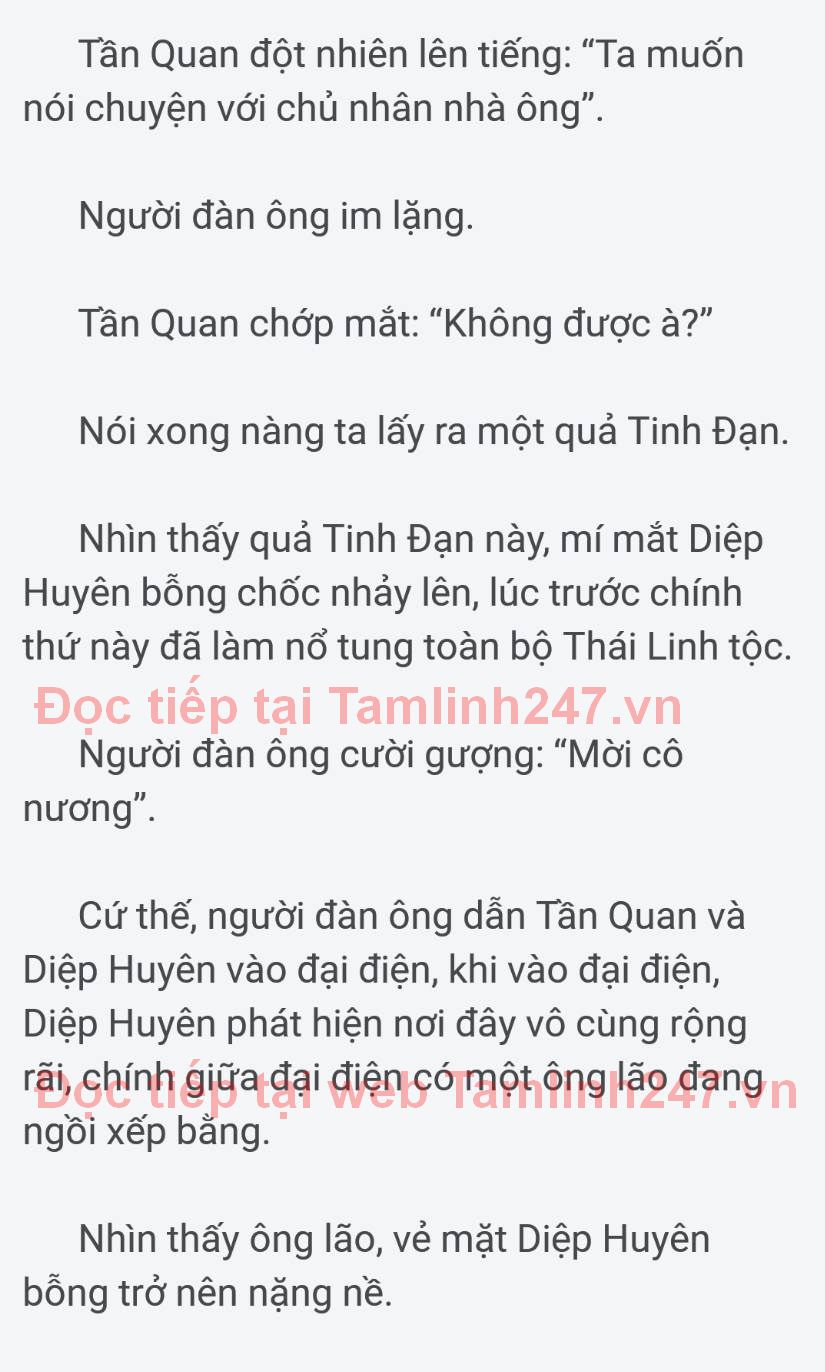 Tần Quan đột nhiên lên tiếng: “Ta muốn
nói chuyện với chủ nhân nhà ông”.
Người đàn ông im lặng.
Tần Quan chớp mắt: “Không được à?”
Nói xong nàng ta lấy ra một quả Tinh Đạn.
Nhìn thấy quả Tinh Đạn này, mí mắt Diệp
Huyên bỗng chốc nhảy lên, lúc trước chính
thứ này đã làm nổ tung toàn bộ Thái Linh tộc.
Đọc tiếp tại Tamlinh247.vn
Người đàn ông cười gượng: “Mời cô
nương”.
Cứ thế, người đàn ông dẫn Tần Quan và
Diệp Huyên vào đại điện, khi vào đại điện,
Diệp Huyên phát hiện nơi đây vô cùng rộng
rãi, chính giữa đại điện có một ông lão đang
Đọc tiếp tại web Tamlinh247.vn
ngồi xếp bằng.
Nhìn thấy ông lão, vẻ mặt Diệp Huyên
bỗng trở nên nặng nề.